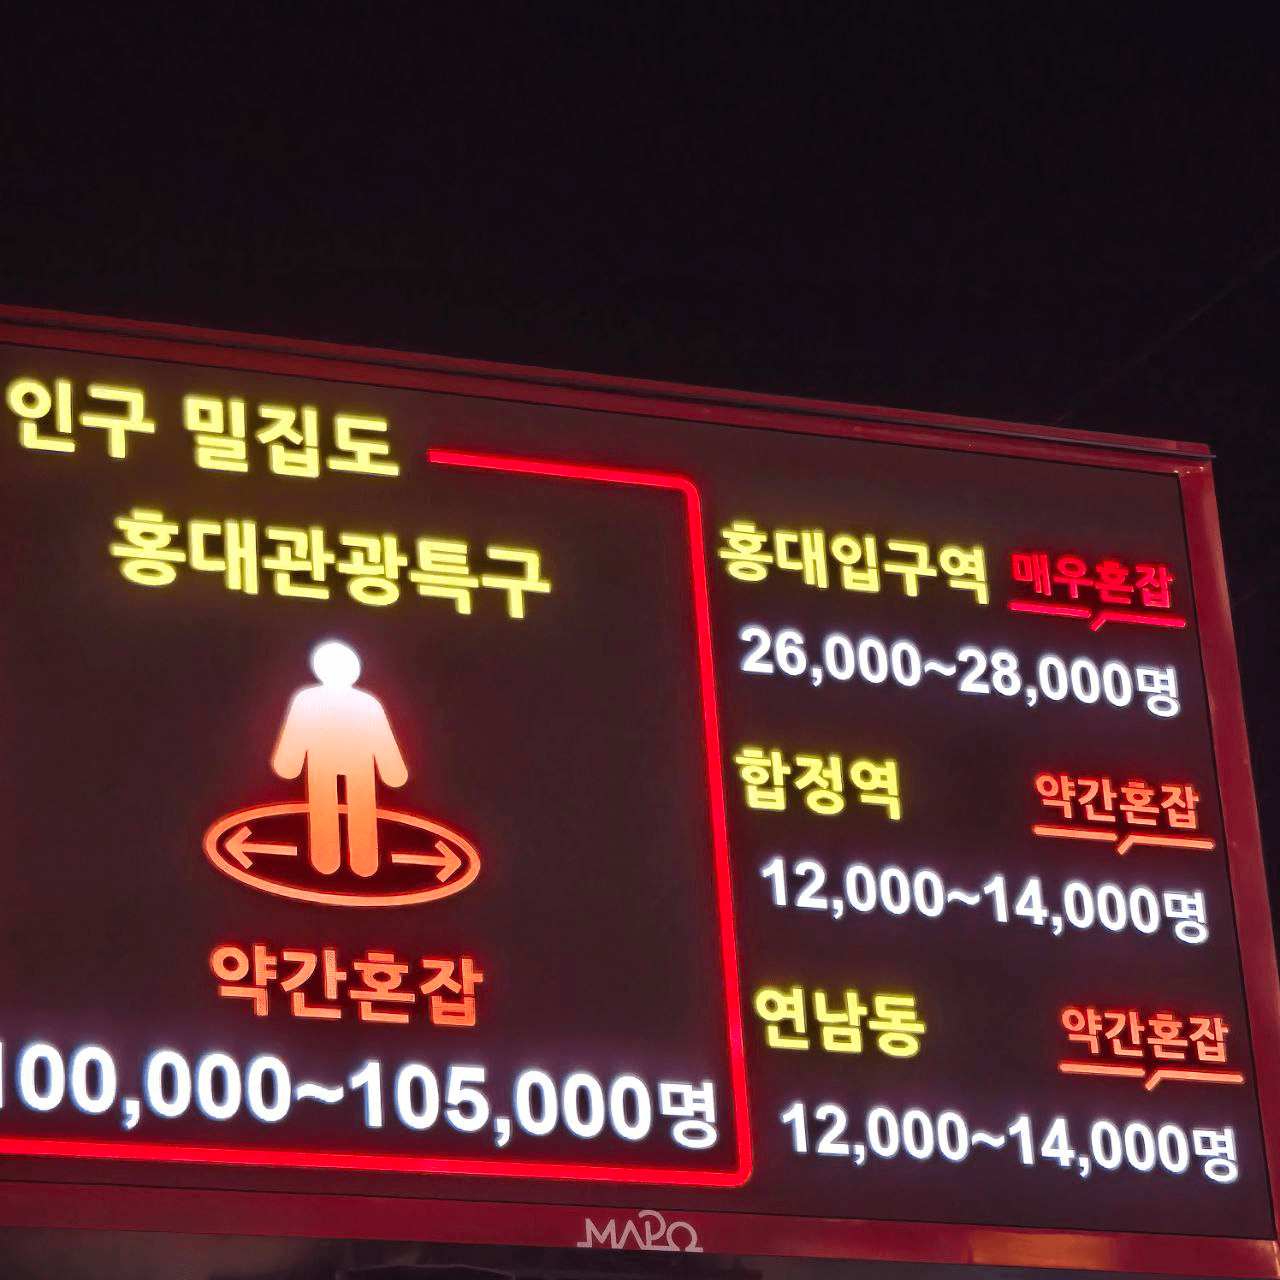 인구 밀집도
홍대관광특구
약간혼잡
100,000~105,000명
홍대입구역 매우혼잡
26,000~28,000명
합정역 약간혼잡
12,000~14,000명
연남동 약간혼잡
12,000~14,000명
MAPO